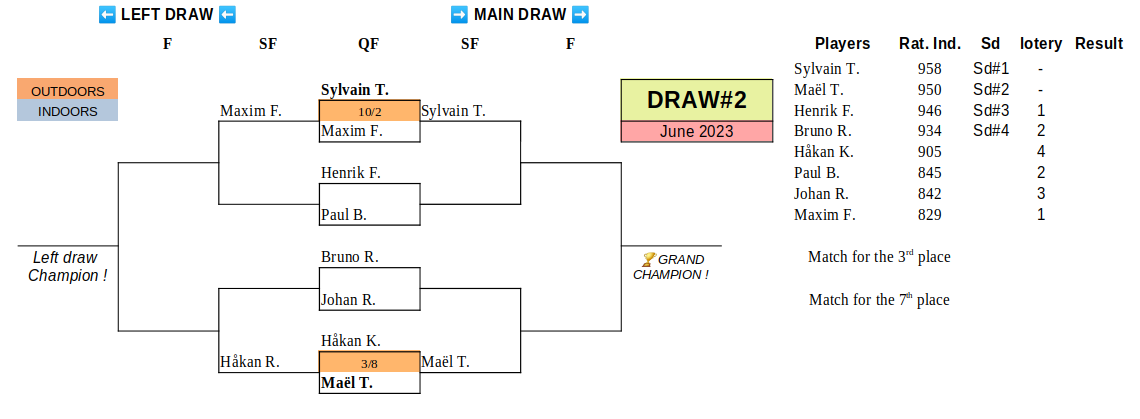 ⬅ LEFT DRAW ⬅ ➡ MAIN DRAW ➡
F SF QF SF F
Players Rat. Ind. Sd lotery Result
Sylvain T. 958 Sd#1 -
Maël T. 950 Sd#2 -
Henrik F. 946 Sd#3 1
Bruno R. 934 Sd#4 2
Håkan K. 905 4
Paul B. 845 2
Johan R. 842 3
Maxim F. 829 1
OUTDOORS
INDOORS
Sylvain T.
Maxim F. 10/2 Sylvain T.
Maxim F.
DRAW#2
June 2023
Henrik F.
Paul B.
Left draw
Champion !
Bruno R.
Johan R.
🏆GRAND
CHAMPION !
Match for the 3rd place
Match for the 7th place
Håkan K.
Håkan R. 3/8 Maël T.
Maël T.